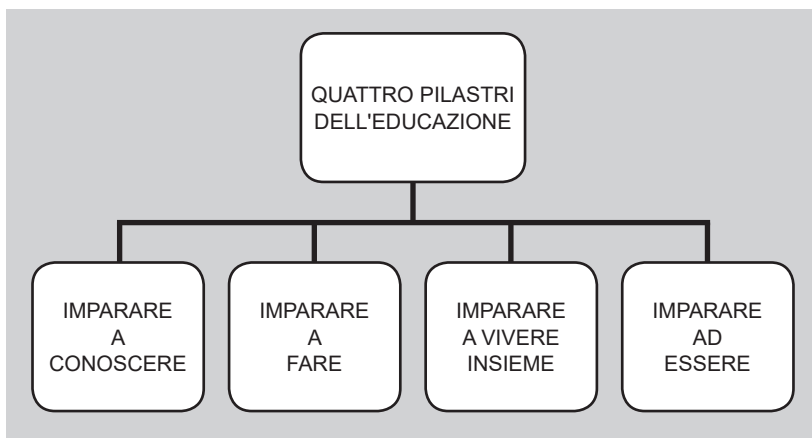 QUATTRO PILASTRI
DELL'EDUCAZIONE
IMPARARE
A
CONOSCERE
IMPARARE
A
FARE
IMPARARE
A VIVERE
INSIEME
IMPARARE
AD
ESSERE